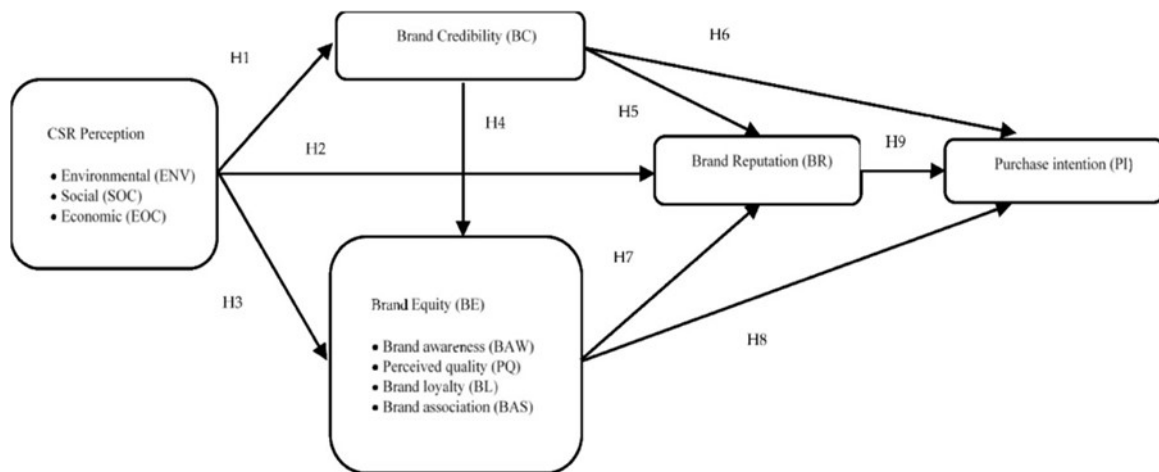 Brand Credibility (BC)
H6
H1
H5
H4
CSR Perception
• Environmental (ENV)
• Social (SOC)
• Economic (EOC)
H2
Brand Reputation (BR)
H9
Purchase intention (PI)
H3
H7
Brand Equity (BE)
• Brand awareness (BAW)
• Perceived quality (PQ)
• Brand loyalty (BL)
• Brand association (BAS)
H8